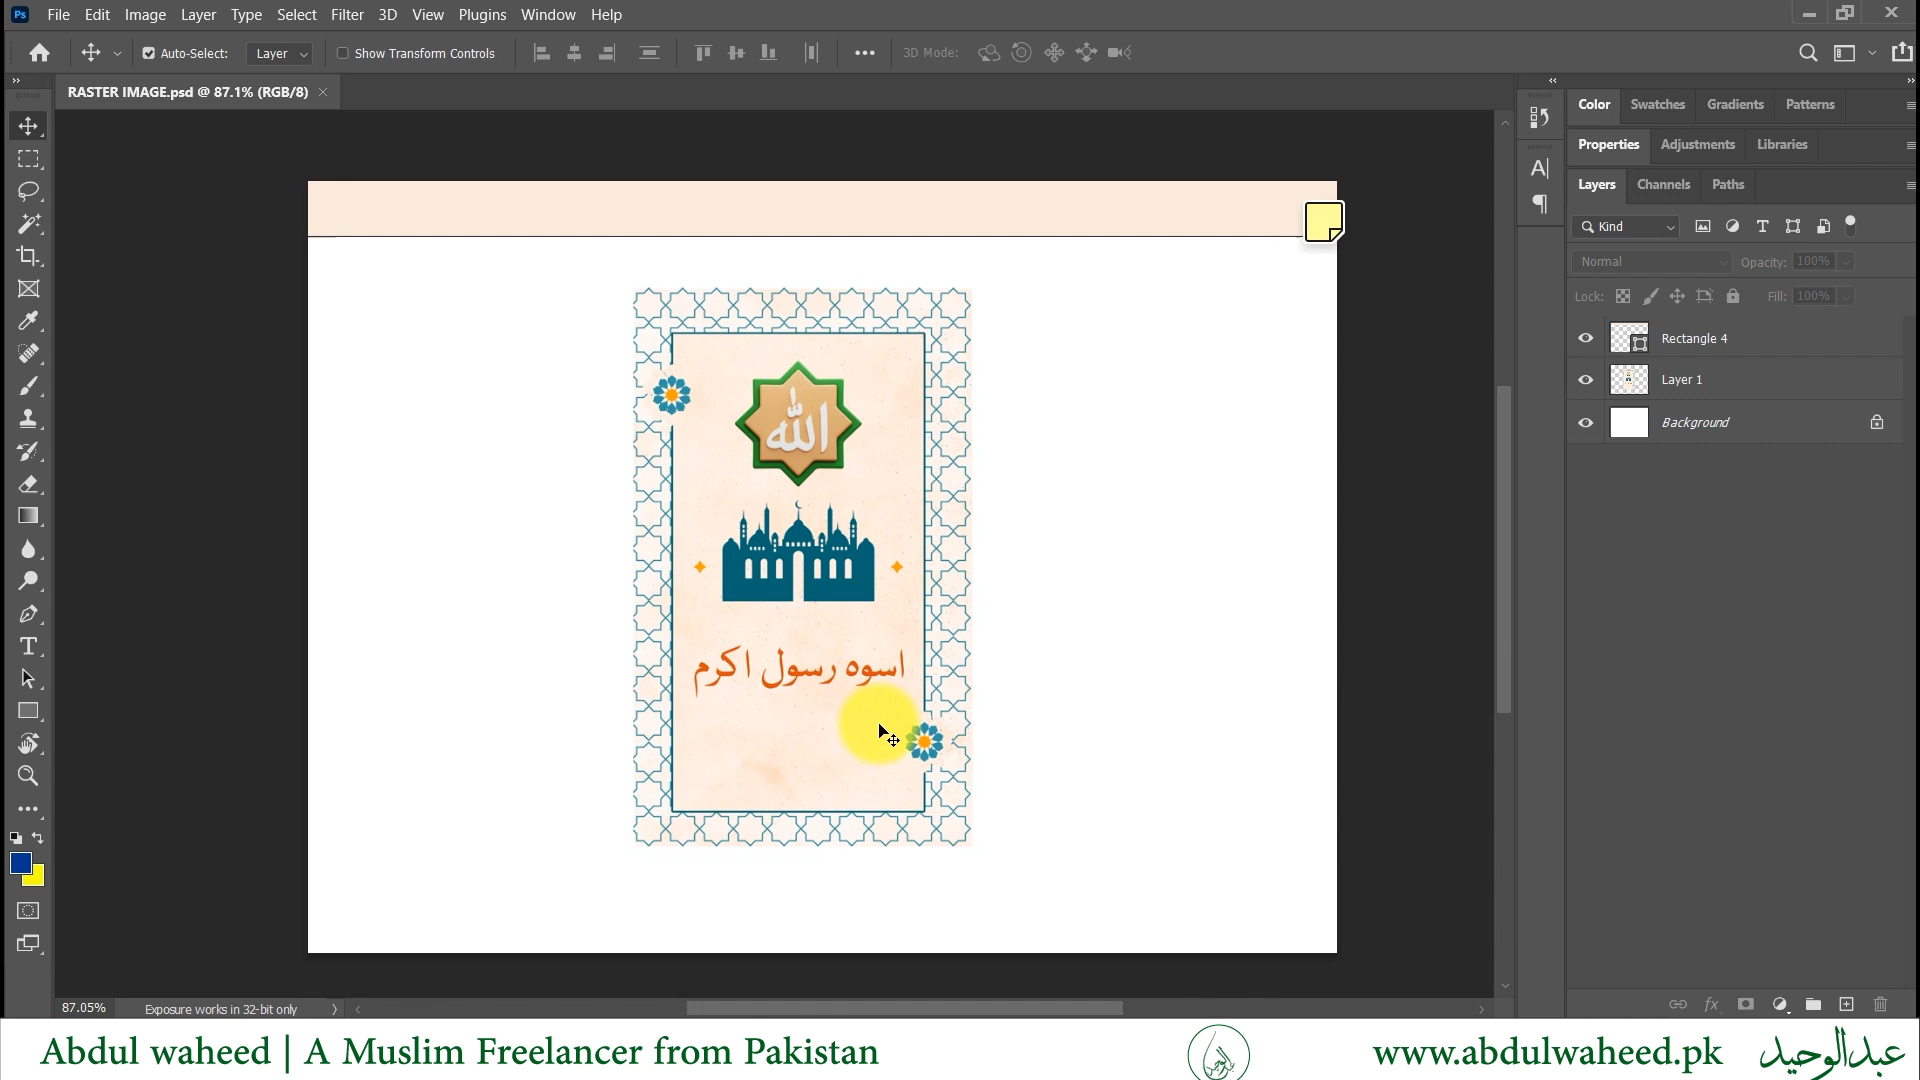 Ps File Edit Image Layer Type Select Filter 3D View Plugins Window Help
Auto-Select: Layer Show Transform Controls 3D Mode:
RASTER IMAGE.psd @ 87.1% (RGB/8)
Color Swatches Gradients Patterns
Properties Adjustments Libraries
Layers Channels Paths
Kind
Normal Opacity: 100%
Lock: Fill: 100%
Rectangle 4
Layer 1
Background
الله
اسوہ رسول اکرم
87.05% Exposure works in 32-bit only
Abdul waheed | A Muslim Freelancer from Pakistan
www.abdulwaheed.pk عبدالوحید